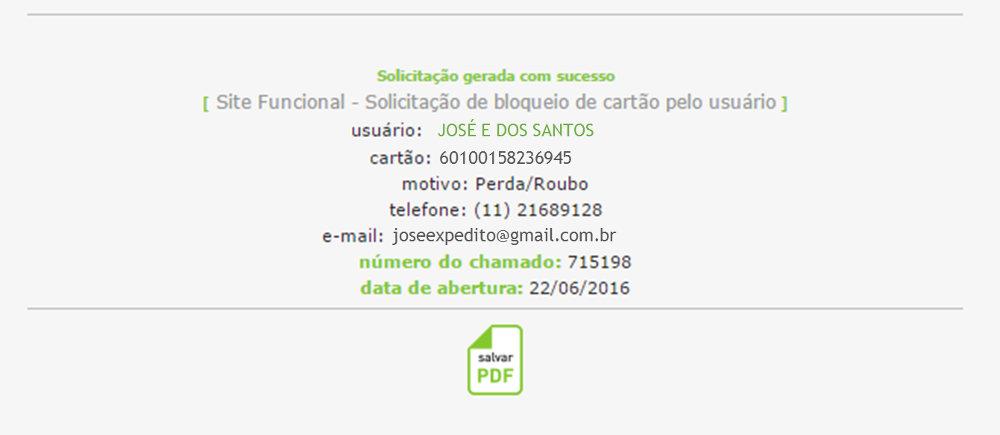 Solicitação gerada com sucesso
[ Site Funcional - Solicitação de bloqueio de cartão pelo usuário ]
usuário: JOSÉ E DOS SANTOS
cartão: 60100158236945
motivo: Perda/Roubo
telefone: (11) 21689128
e-mail: joseexpedito@gmail.com.br
número do chamado: 715198
data de abertura: 22/06/2016
salvar
PDF